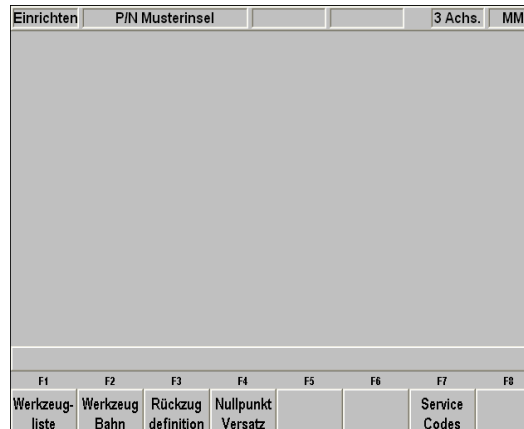 Einrichten P/N Musterinsel 3 Achs. MM
F1 F2 F3 F4 F5 F6 F7 F8
Werkzeug- Werkzeug Rückzug Nullpunkt Service
liste Bahn definition Versatz Codes